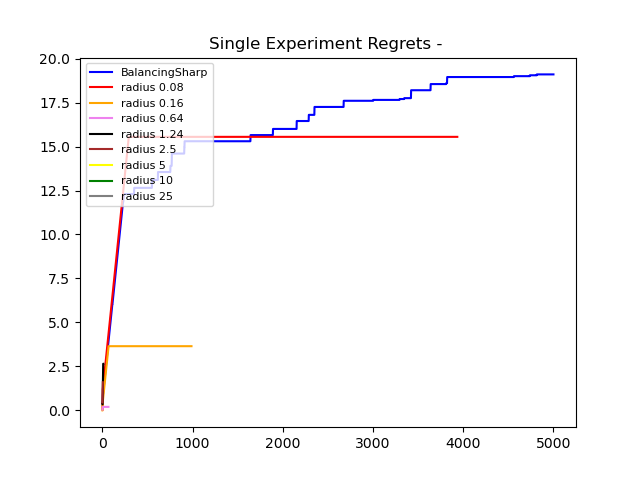 Single Experiment Regrets -
20.0
17.5
15.0
12.5
10.0
7.5
5.0
2.5
0.0
BalancingSharp
radius 0.08
radius 0.16
radius 0.64
radius 1.24
radius 2.5
radius 5
radius 10
radius 25
0 1000 2000 3000 4000 5000